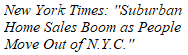 New York Times: "Suburban
Home Sales Boom as People
Move Out of N.Y.C."